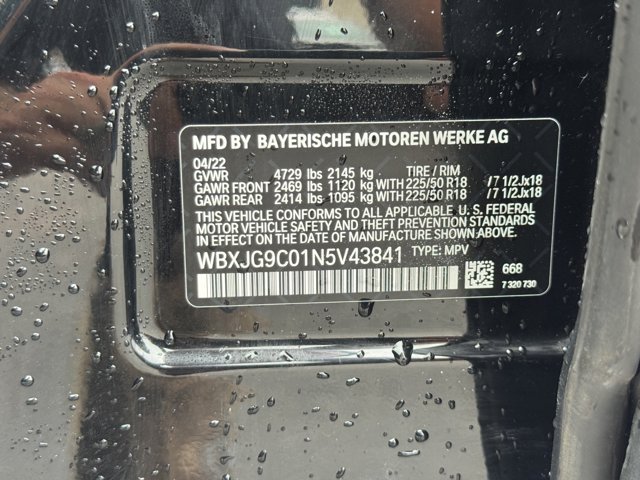 MFD BY BAYERISCHE MOTOREN WERKE AG
04/22
GVWR 4729 lbs 2145 kg TIRE / RIM
GAWR FRONT 2469 lbs 1120 kg WITH 225/50 R18 /7 1/2Jx18
GAWR REAR 2414 lbs 1095 kg WITH 225/50 R18 /7 1/2Jx18
THIS VEHICLE CONFORMS TO ALL APPLICABLE U. S. FEDERAL
MOTOR VEHICLE SAFETY AND THEFT PREVENTION STANDARDS
IN EFFECT ON THE DATE OF MANUFACTURE SHOWN ABOVE.
WBXJG9C01N5V43841 TYPE: MPV
668
7 320 730